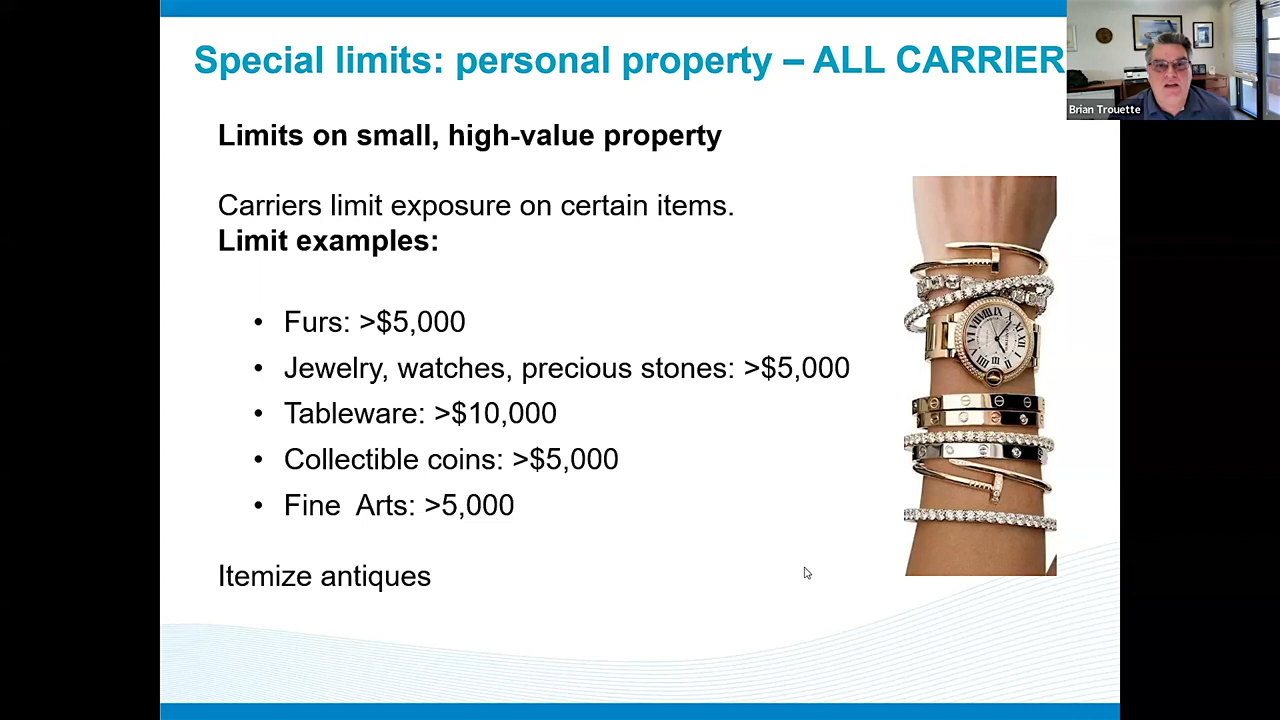 Special limits: personal property – ALL CARRIER
Brian Trouette
Limits on small, high-value property
Carriers limit exposure on certain items.
Limit examples:
• Furs: >$5,000
• Jewelry, watches, precious stones: >$5,000
• Tableware: >$10,000
• Collectible coins: >$5,000
• Fine Arts: >5,000
Itemize antiques